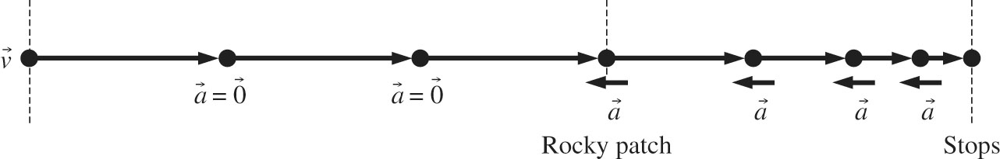 v⃗
a⃗ = 0⃗ a⃗ = 0⃗ a⃗ a⃗ a⃗ a⃗
Rocky patch Stops